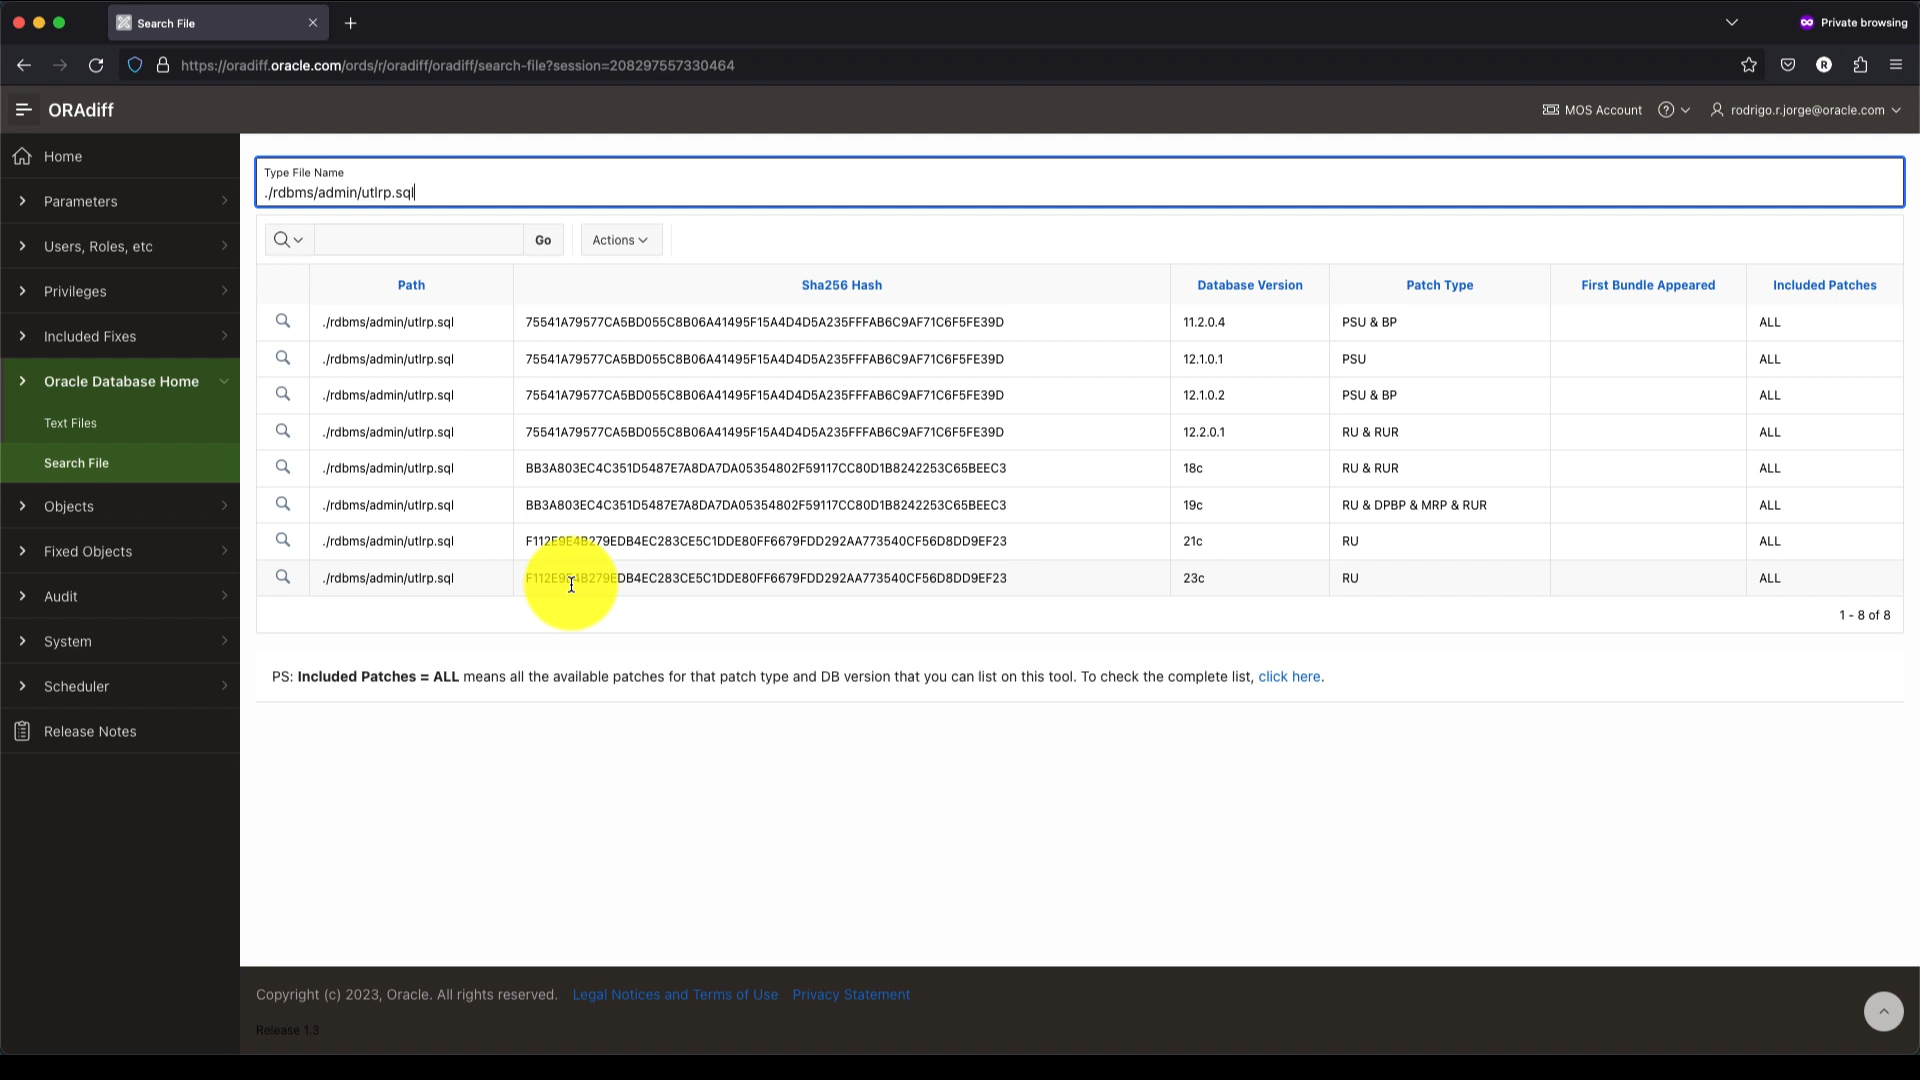 Search File
Private browsing
https://oradiff.oracle.com/ords/r/oradiff/oradiff/search-file?session=208297557330464
ORAdiff
MOS Account
rodrigo.r.jorge@oracle.com
Home
Parameters
Users, Roles, etc
Privileges
Included Fixes
Oracle Database Home
Text Files
Search File
Objects
Fixed Objects
Audit
System
Scheduler
Release Notes
Type File Name
./rdbms/admin/utlrp.sql
Go
Actions
Path Sha256 Hash Database Version Patch Type First Bundle Appeared Included Patches
./rdbms/admin/utlrp.sql 75541A79577CA5BD055C8B06A41495F15A4D4D5A235FFFAB6C9AF71C6F5FE39D 11.2.0.4 PSU & BP ALL
./rdbms/admin/utlrp.sql 75541A79577CA5BD055C8B06A41495F15A4D4D5A235FFFAB6C9AF71C6F5FE39D 12.1.0.1 PSU ALL
./rdbms/admin/utlrp.sql 75541A79577CA5BD055C8B06A41495F15A4D4D5A235FFFAB6C9AF71C6F5FE39D 12.1.0.2 PSU & BP ALL
./rdbms/admin/utlrp.sql 75541A79577CA5BD055C8B06A41495F15A4D4D5A235FFFAB6C9AF71C6F5FE39D 12.2.0.1 RU & RUR ALL
./rdbms/admin/utlrp.sql BB3A803EC4C351D5487E7A8DA7DA05354802F59117CC80D1B8242253C65BEEC3 18c RU & RUR ALL
./rdbms/admin/utlrp.sql BB3A803EC4C351D5487E7A8DA7DA05354802F59117CC80D1B8242253C65BEEC3 19c RU & DPBP & MRP & RUR ALL
./rdbms/admin/utlrp.sql F112E9E4B279EDB4EC283CE5C1DDE80FF6679FDD292AA773540CF56D8DD9EF23 21c RU ALL
./rdbms/admin/utlrp.sql F112E9E4B279EDB4EC283CE5C1DDE80FF6679FDD292AA773540CF56D8DD9EF23 23c RU ALL
1 - 8 of 8
PS: Included Patches = ALL means all the available patches for that patch type and DB version that you can list on this tool. To check the complete list, click here.
Copyright (c) 2023, Oracle. All rights reserved. Legal Notices and Terms of Use Privacy Statement
Release 1.3